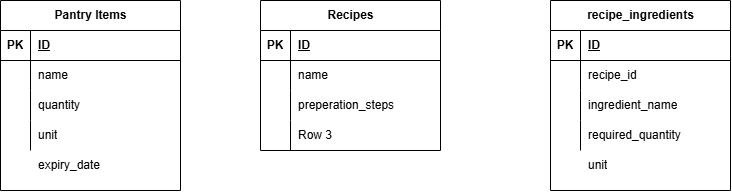 Pantry Items
PK ID
name
quantity
unit
expiry_date
Recipes
PK ID
name
preperation_steps
Row 3
recipe_ingredients
PK ID
recipe_id
ingredient_name
required_quantity
unit